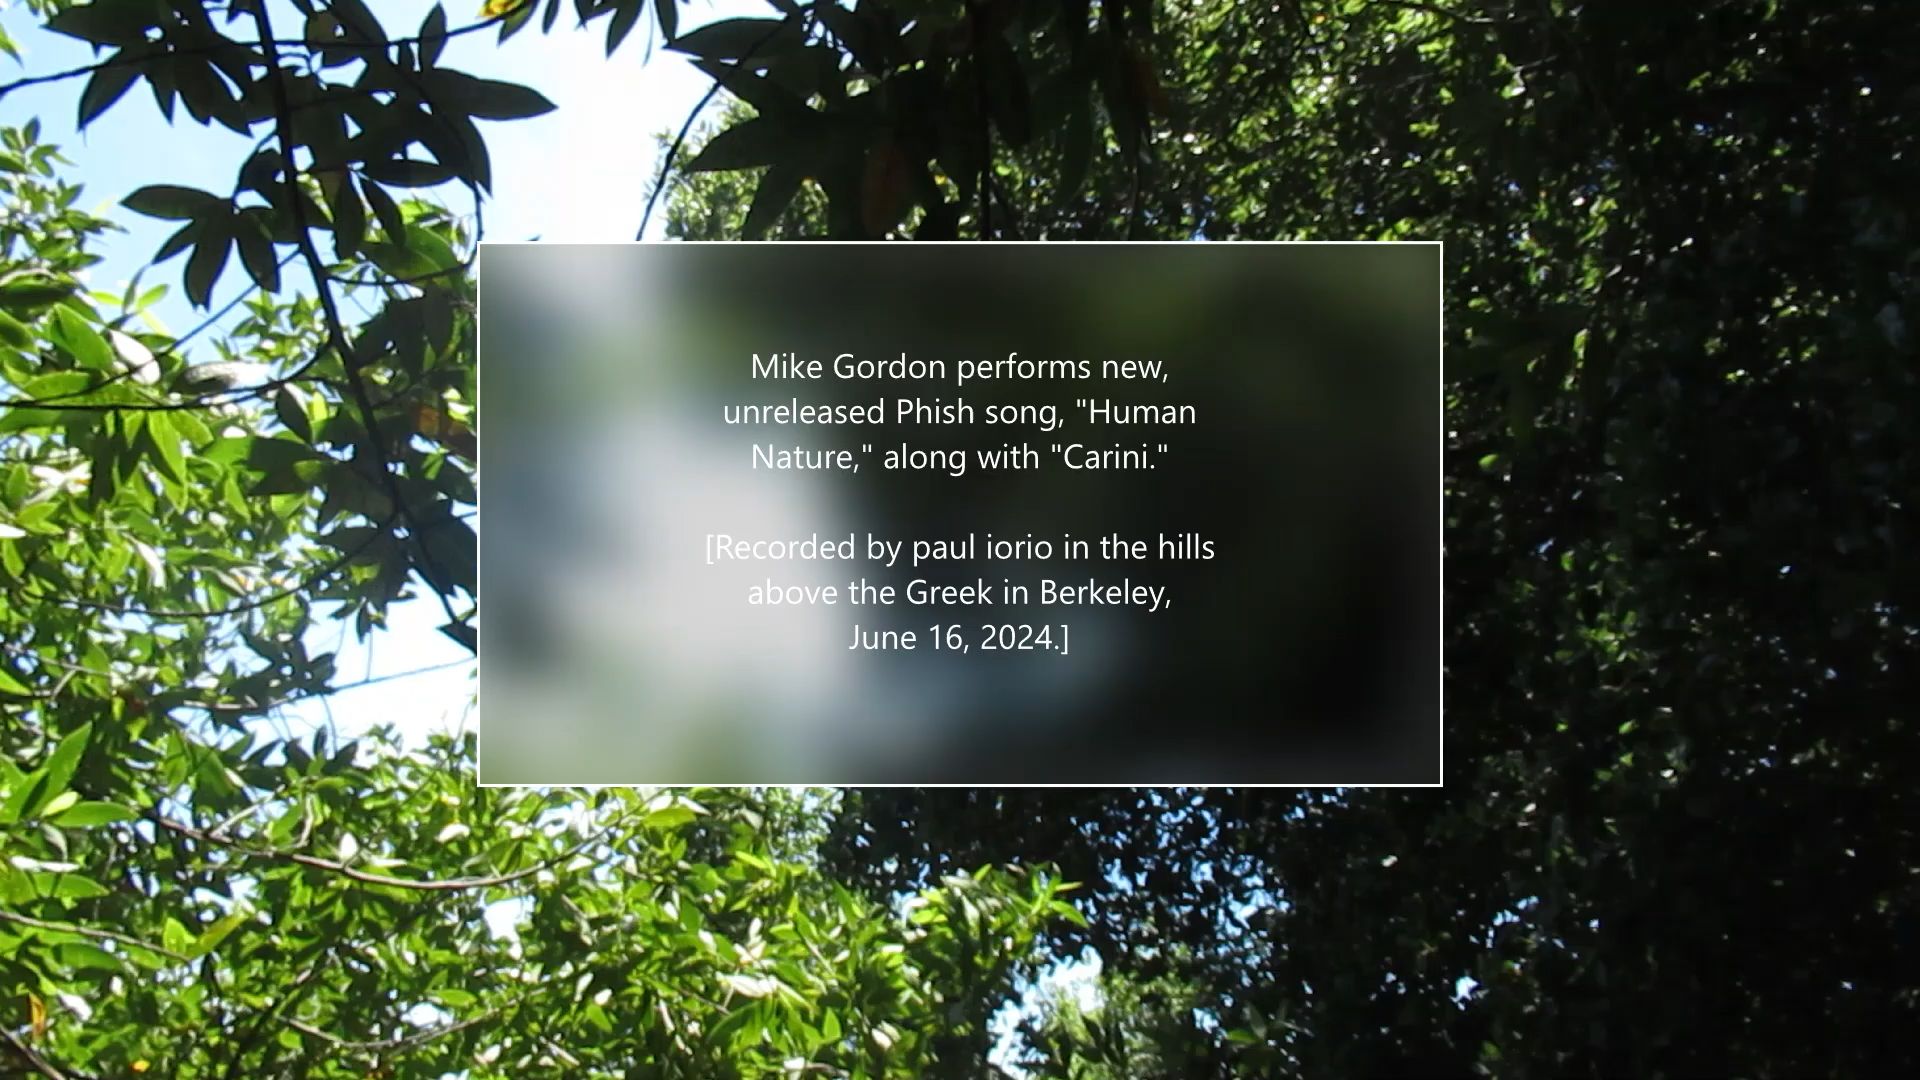 Mike Gordon performs new,
unreleased Phish song, "Human
Nature," along with "Carini."
[Recorded by paul iorio in the hills
above the Greek in Berkeley,
June 16, 2024.]